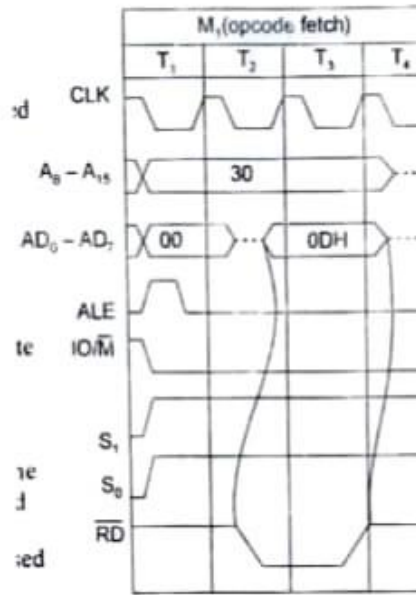 M₁(opcode fetch)
T₁ T₂ T₃ T₄
CLK
A₈ – A₁₅ 30
AD₀ – AD₇ 00 0DH
ALE
te IO/M̅
S₁
S₀
R̅D̅